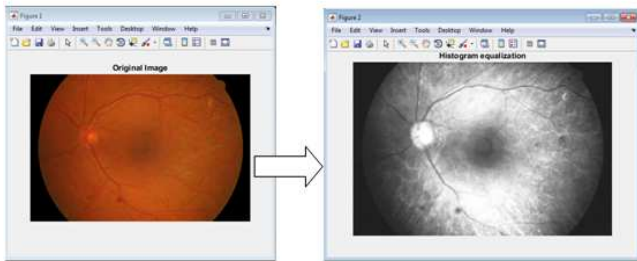 Figure 1
File Edit View Insert Tools Desktop Window Help
Original Image
Figure 2
File Edit View Insert Tools Desktop Window Help
Histogram equalization